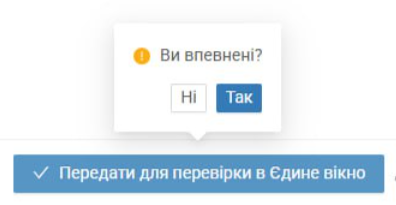 Ви впевнені?
Ні Так
Передати для перевірки в Єдине вікно